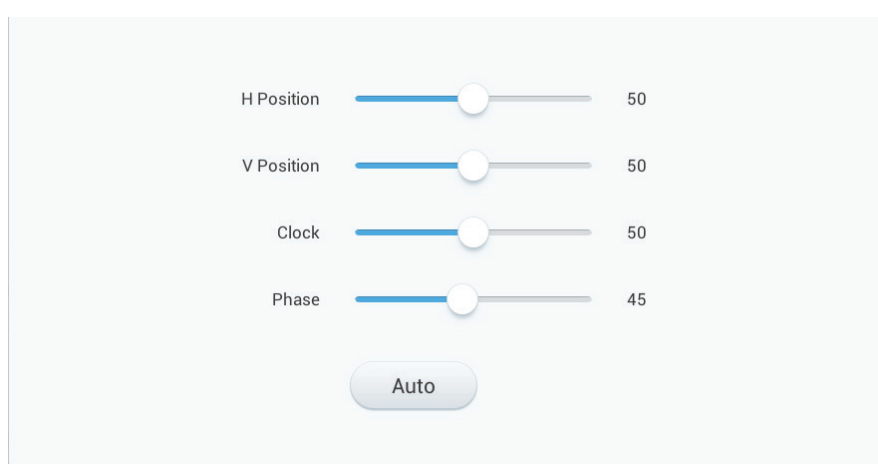 H Position 50
V Position 50
Clock 50
Phase 45
Auto